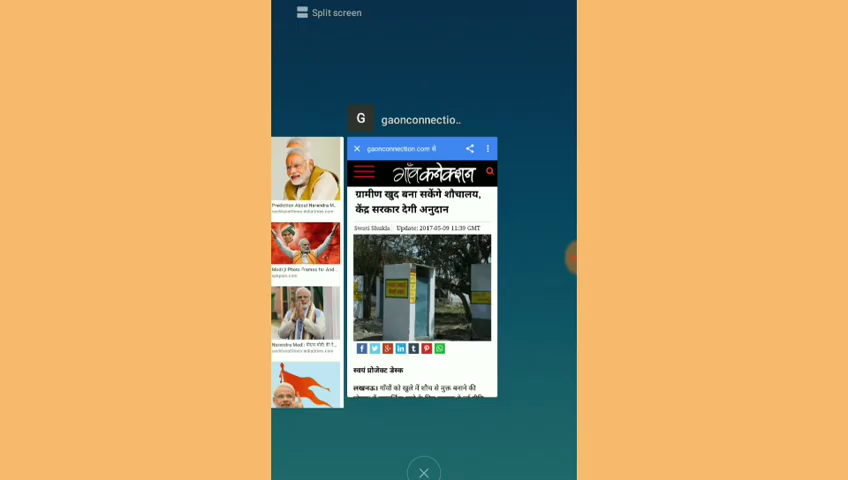 Split screen
G gaonconnectio..
gaonconnection.com से
गाँव कनेक्शन
ग्रामीण खुद बना सकेंगे शौचालय,
केंद्र सरकार देगी अनुदान
Swati Shukla Update: 2017-05-09 11:39 GMT
स्वयं प्रोजेक्ट डेस्क
लखनऊ। गाँवों को खुले में शौच से मुक्त बनाने की
Prediction About Narendra M..
Modi Ji Photo Frames for And...
Narendra Modi